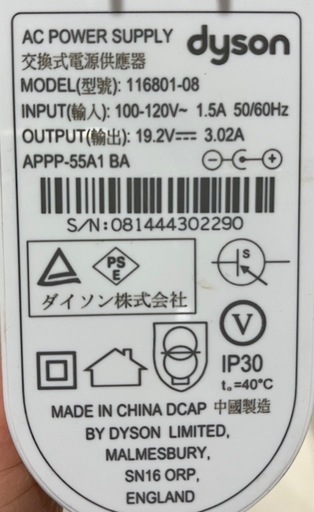 AC POWER SUPPLY dyson
交換式電源供應器
MODEL(型號): 116801-08
INPUT(輸入): 100-120V~ 1.5A 50/60Hz
OUTPUT(輸出): 19.2V⎓ 3.02A
APPP-55A1 BA
S/N:081444302290
PS
E
S
ダイソン株式会社
V
IP30
tₐ=40°C
MADE IN CHINA DCAP 中國製造
BY DYSON LIMITED,
MALMESBURY,
SN16 ORP,
ENGLAND